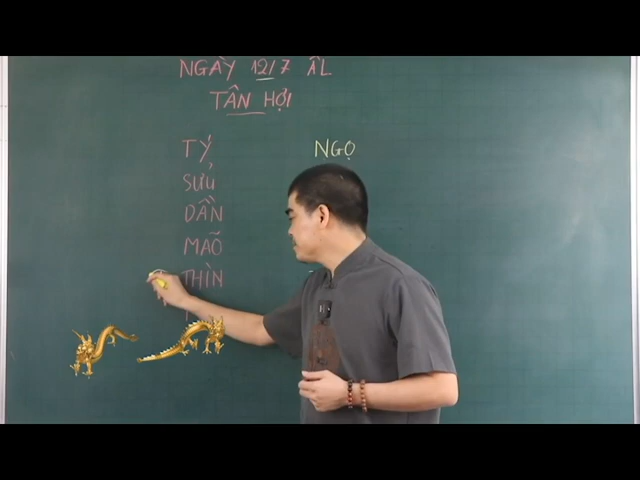 NGÀY 12/7 ÂL
TÂN HỢI
TÝ
NGỌ
SỬU
DẦN
MÃO
THÌN